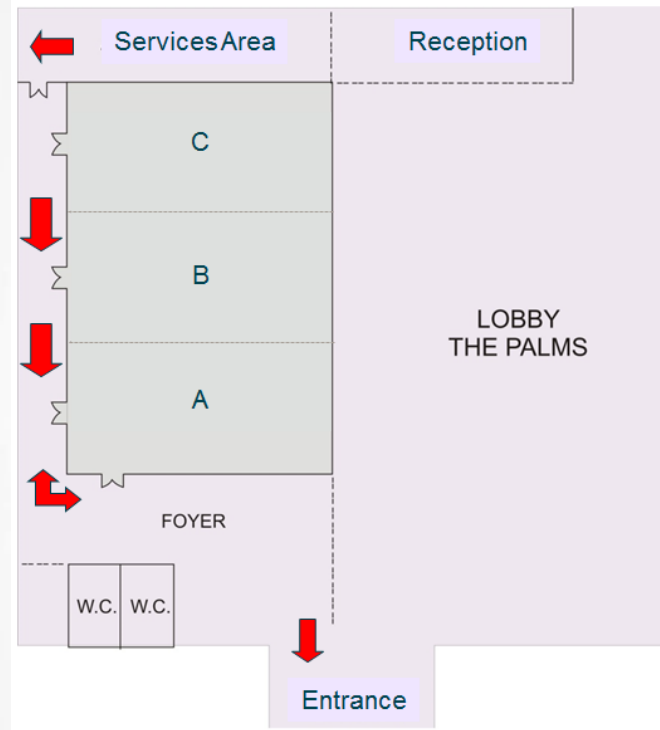 Services Area
Reception
C
B
LOBBY
THE PALMS
A
FOYER
W.C. W.C.
Entrance